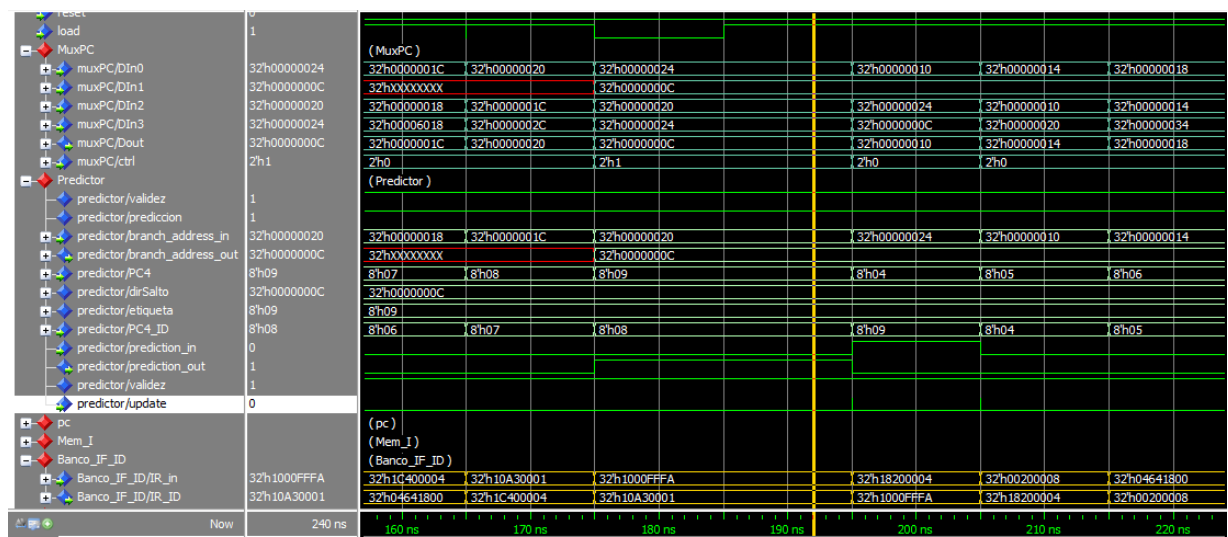 reset 0
load 1
MuxPC (MuxPC)
muxPC/DIn0 32'h00000024 32'h0000001C 32'h00000020 32'h00000024 32'h00000010 32'h00000014 32'h00000018
muxPC/DIn1 32'h0000000C 32'hXXXXXXXX 32'h0000000C
muxPC/DIn2 32'h00000020 32'h00000018 32'h0000001C 32'h00000020 32'h00000024 32'h00000010 32'h00000014
muxPC/DIn3 32'h00000024 32'h00006018 32'h0000002C 32'h00000024 32'h0000000C 32'h00000020 32'h00000034
muxPC/Dout 32'h0000000C 32'h0000001C 32'h00000020 32'h0000000C 32'h00000010 32'h00000014 32'h00000018
muxPC/ctrl 2'h1 2'h0 2'h1 2'h0 2'h0
Predictor (Predictor)
predictor/validez 1
predictor/prediccion 1
predictor/branch_address_in 32'h00000020 32'h00000018 32'h0000001C 32'h00000020 32'h00000024 32'h00000010 32'h00000014
predictor/branch_address_out 32'h0000000C 32'hXXXXXXXX 32'h0000000C
predictor/PC4 8'h09 8'h07 8'h08 8'h09 8'h04 8'h05 8'h06
predictor/dirSalto 32'h0000000C 32'h0000000C
predictor/etiqueta 8'h09 8'h09
predictor/PC4_ID 8'h08 8'h06 8'h07 8'h08 8'h09 8'h04 8'h05
predictor/prediction_in 0
predictor/prediction_out 1
predictor/validez 1
predictor/update 0
pc (pc)
Mem_I (Mem_I)
Banco_IF_ID (Banco_IF_ID)
Banco_IF_ID/IR_in 32'h1000FFFA 32'h1C400004 32'h10A30001 32'h1000FFFA 32'h18200004 32'h00200008 32'h04641800
Banco_IF_ID/IR_ID 32'h10A30001 32'h04641800 32'h1C400004 32'h10A30001 32'h1000FFFA 32'h18200004 32'h00200008
Now 240 ns 160 ns 170 ns 180 ns 190 ns 200 ns 210 ns 220 ns